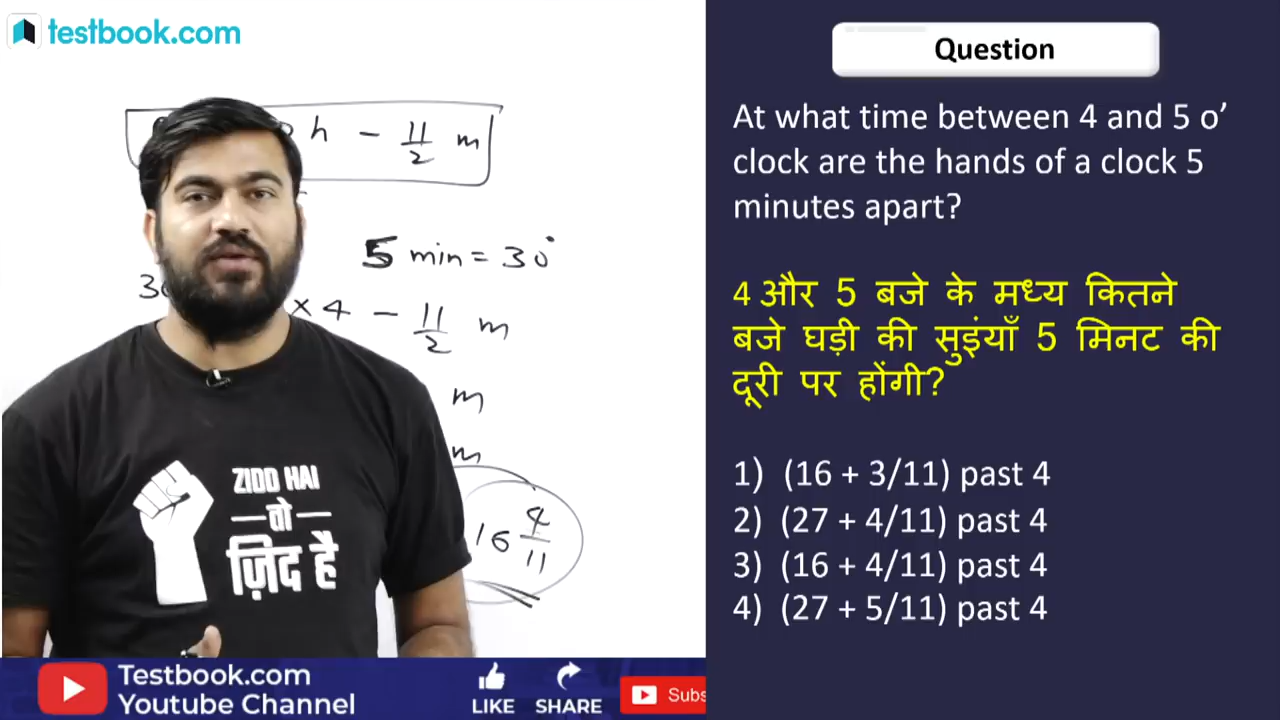 testbook.com
h - 11/2 m
5 min = 30°
30
× 4 - 11/2 m
m
m
16 4/11
ZIDD HAI
वो
ज़िद है
Testbook.com
Youtube Channel
LIKE
SHARE
Subs
Question
At what time between 4 and 5 o’
clock are the hands of a clock 5
minutes apart?
4 और 5 बजे के मध्य कितने
बजे घड़ी की सुइंयाँ 5 मिनट की
दूरी पर होंगी?
1) (16 + 3/11) past 4
2) (27 + 4/11) past 4
3) (16 + 4/11) past 4
4) (27 + 5/11) past 4